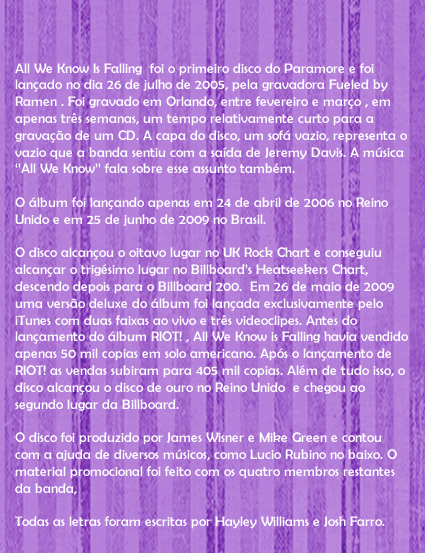 All We Know Is Falling  foi o primeiro disco do Paramore e foi
lançado no dia 26 de julho de 2005, pela gravadora Fueled by
Ramen . Foi gravado em Orlando, entre fevereiro e março , em
apenas três semanas, um tempo relativamente curto para a
gravação de um CD. A capa do disco, um sofá vazio, representa o
vazio que a banda sentiu com a saída de Jeremy Davis. A música
"All We Know" fala sobre esse assunto também.
O álbum foi lançando apenas em 24 de abril de 2006 no Reino
Unido e em 25 de junho de 2009 no Brasil.
O disco alcançou o oitavo lugar no UK Rock Chart e conseguiu
alcançar o trigésimo lugar no Billboard's Heatseekers Chart,
descendo depois para o Billboard 200.  Em 26 de maio de 2009
uma versão deluxe do álbum foi lançada exclusivamente pelo
iTunes com duas faixas ao vivo e três videoclipes. Antes do
lançamento do álbum RIOT! , All We Know is Falling havia vendido
apenas 50 mil copias em solo americano. Após o lançamento de
RIOT! as vendas subiram para 405 mil copias. Além de tudo isso, o
disco alcançou o disco de ouro no Reino Unido  e chegou ao
segundo lugar da Billboard.
O disco foi produzido por James Wisner e Mike Green e contou
com a ajuda de diversos músicos, como Lucio Rubino no baixo. O
material promocional foi feito com os quatro membros restantes
da banda,
Todas as letras foram escritas por Hayley Williams e Josh Farro.